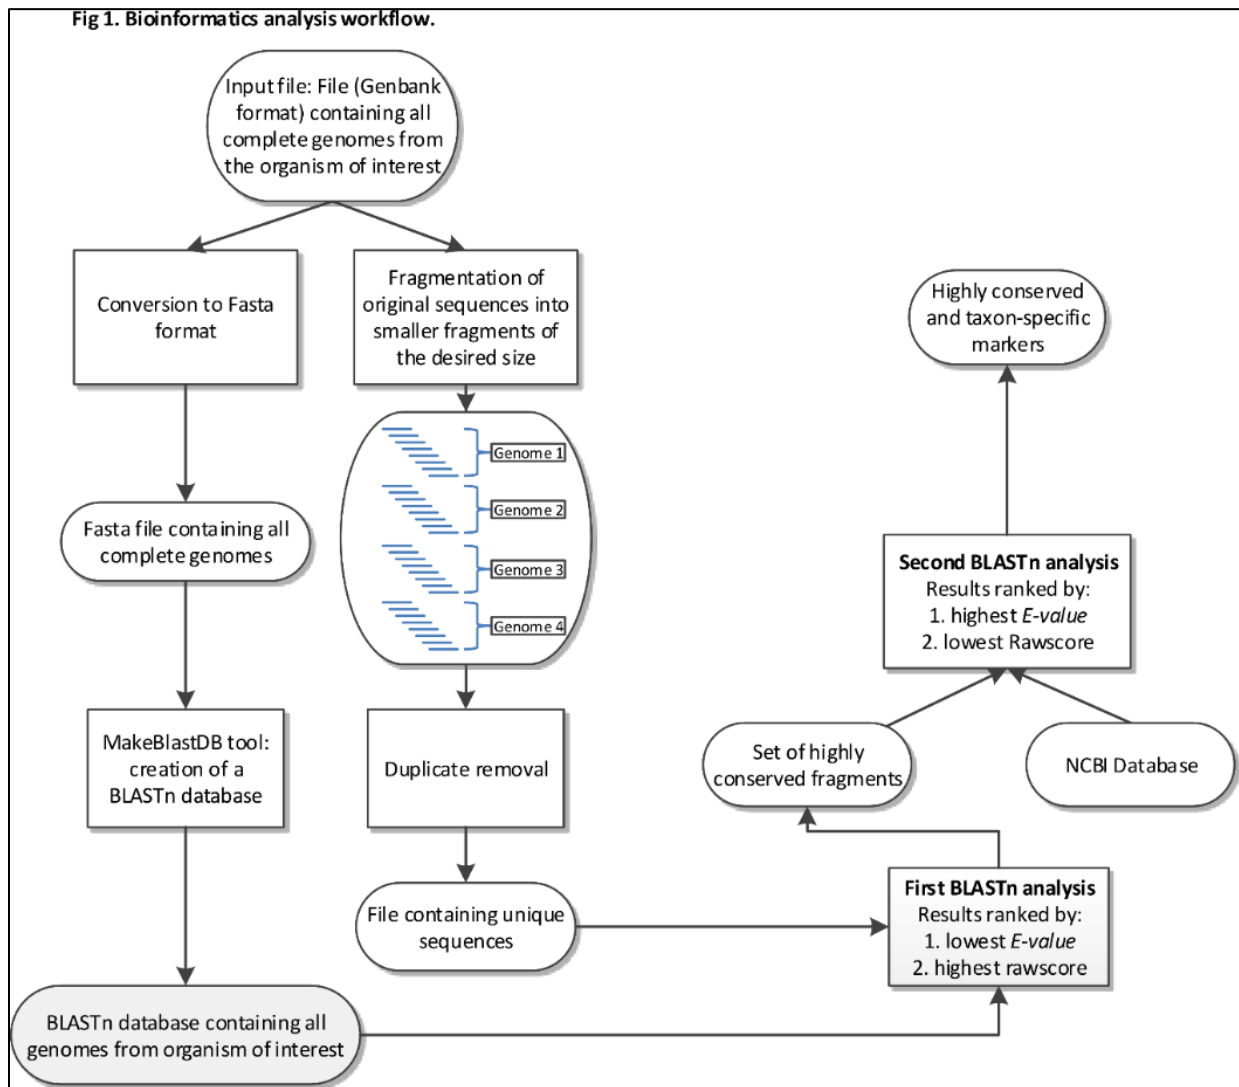 Fig 1. Bioinformatics analysis workflow.
Input file: File (Genbank
format) containing all
complete genomes from
the organism of interest
Conversion to Fasta
format
Fragmentation of
original sequences into
smaller fragments of
the desired size
Highly conserved
and taxon-specific
markers
Genome 1
Genome 2
Genome 3
Genome 4
Fasta file containing all
complete genomes
Second BLASTn analysis
Results ranked by:
1. highest E-value
2. lowest Rawscore
MakeBlastDB tool:
creation of a
BLASTn database
Duplicate removal
Set of highly
conserved fragments
NCBI Database
File containing unique
sequences
First BLASTn analysis
Results ranked by:
1. lowest E-value
2. highest rawscore
BLASTn database containing all
genomes from organism of interest